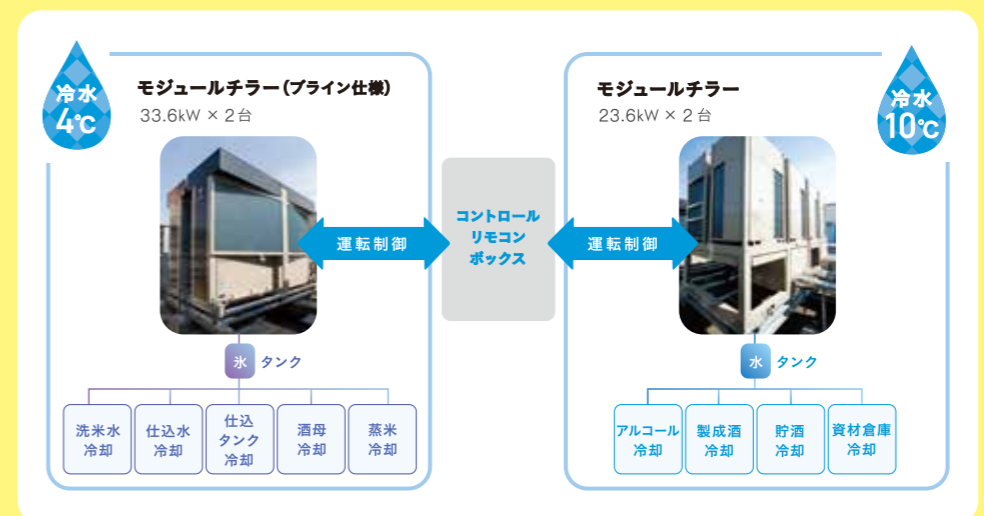 冷水
4℃
モジュールチラー(ブライン仕様)
33.6kW × 2台
運転制御
氷 タンク
洗米水
冷却
仕込水
冷却
仕込
タンク
冷却
酒母
冷却
蒸米
冷却
コントロール
リモコン
ボックス
モジュールチラー
23.6kW × 2台
冷水
10℃
運転制御
水 タンク
アルコール
冷却
製成酒
冷却
貯酒
冷却
資材倉庫
冷却